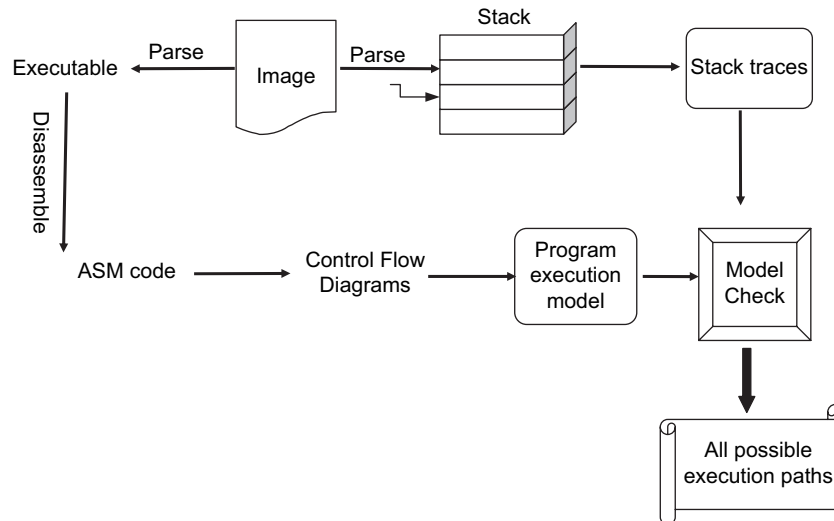 Stack
Parse
Parse
Executable
Image
Stack traces
Disassemble
ASM code
Control Flow
Diagrams
Program
execution
model
Model
Check
All possible
execution paths